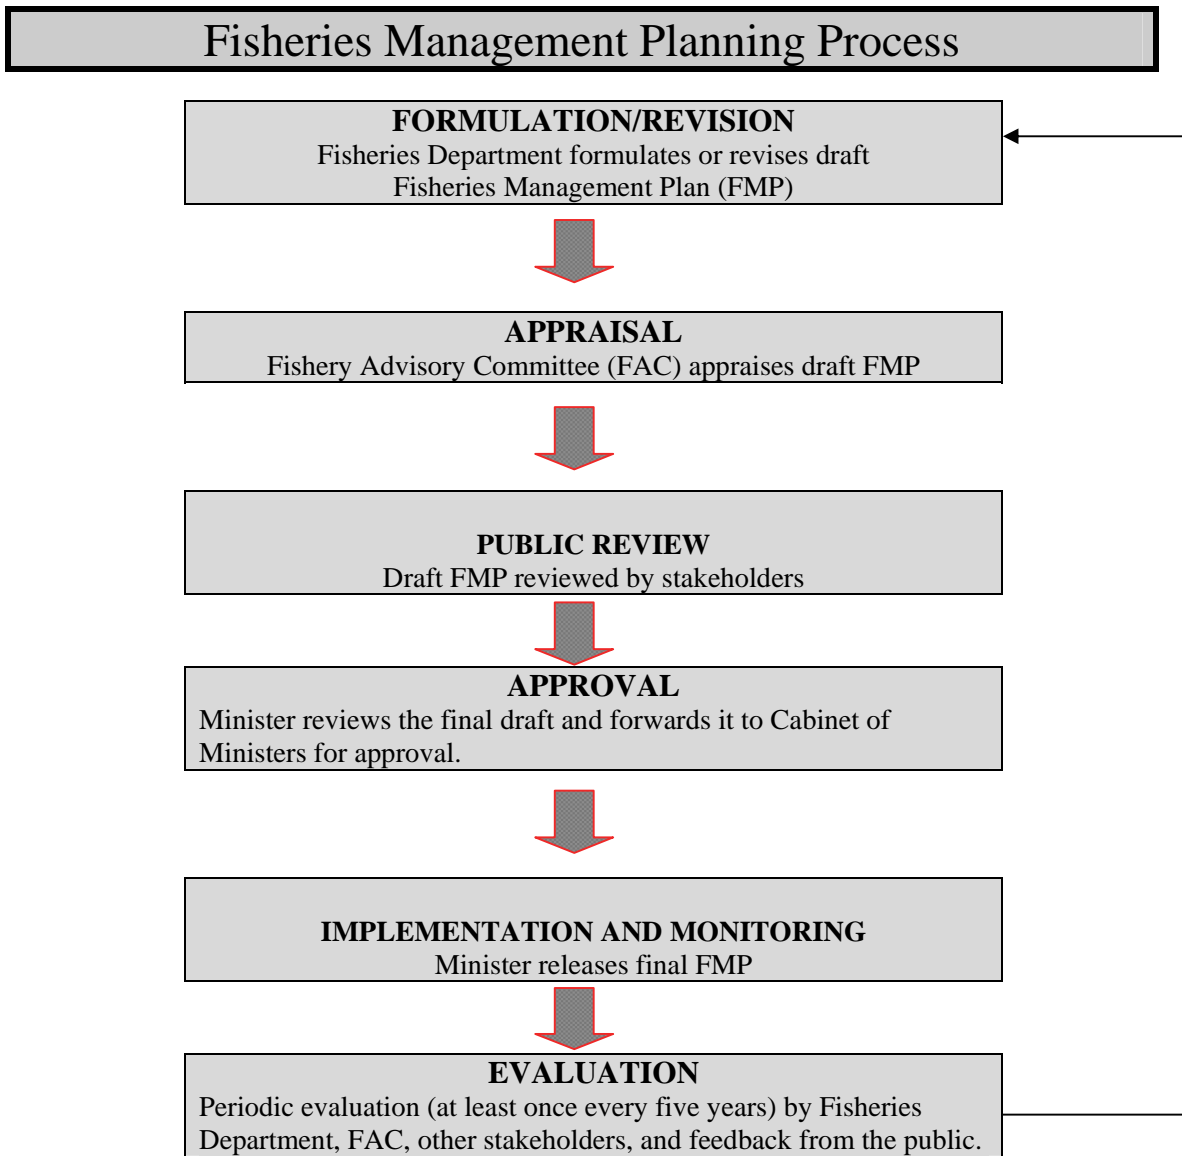 Fisheries Management Planning Process
FORMULATION/REVISION
Fisheries Department formulates or revises draft
Fisheries Management Plan (FMP)
APPRAISAL
Fishery Advisory Committee (FAC) appraises draft FMP
PUBLIC REVIEW
Draft FMP reviewed by stakeholders
APPROVAL
Minister reviews the final draft and forwards it to Cabinet of
Ministers for approval.
IMPLEMENTATION AND MONITORING
Minister releases final FMP
EVALUATION
Periodic evaluation (at least once every five years) by Fisheries
Department, FAC, other stakeholders, and feedback from the public.